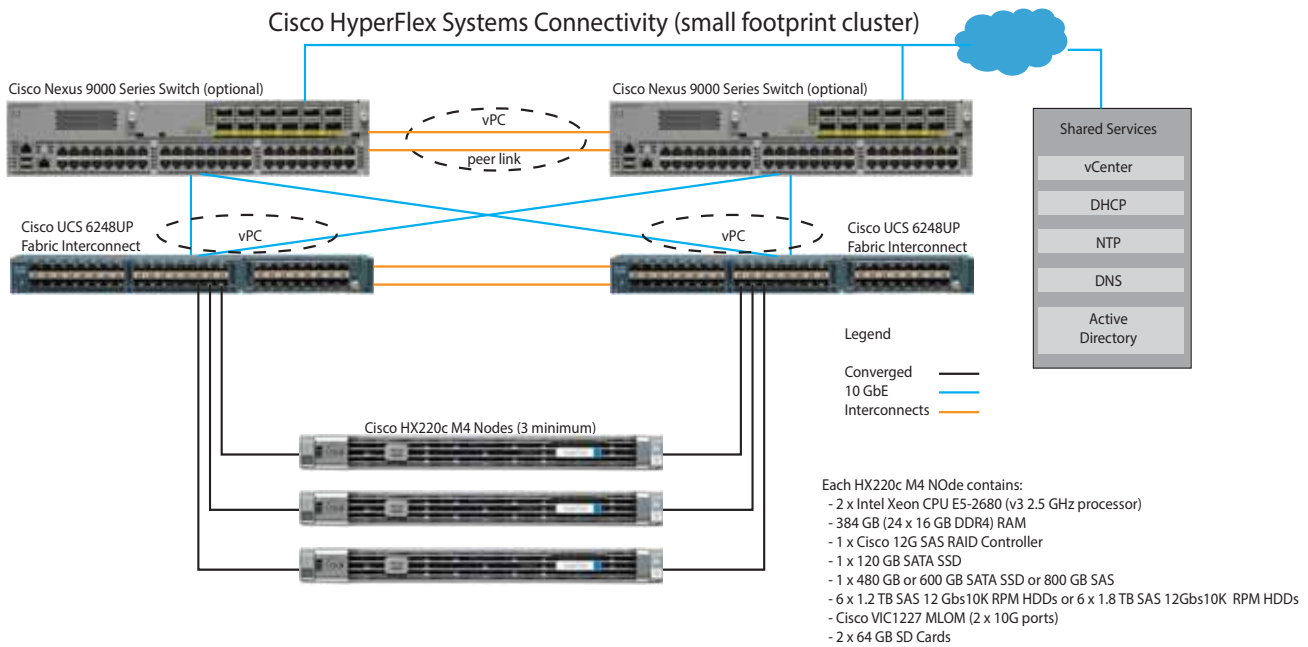 Cisco HyperFlex Systems Connectivity (small footprint cluster)
Cisco Nexus 9000 Series Switch (optional)
Cisco Nexus 9000 Series Switch (optional)
vPC
peer link
Shared Services
vCenter
DHCP
NTP
DNS
Active
Directory
Cisco UCS 6248UP
Fabric Interconnect
vPC
vPC
Cisco UCS 6248UP
Fabric Interconnect
Legend
Converged
10 GbE
Interconnects
Cisco HX220c M4 Nodes (3 minimum)
Each HX220c M4 NOde contains:
- 2 x Intel Xeon CPU E5-2680 (v3 2.5 GHz processor)
- 384 GB (24 x 16 GB DDR4) RAM
- 1 x Cisco 12G SAS RAID Controller
- 1 x 120 GB SATA SSD
- 1 x 480 GB or 600 GB SATA SSD or 800 GB SAS
- 6 x 1.2 TB SAS 12 Gbs10K RPM HDDs or 6 x 1.8 TB SAS 12Gbs10K RPM HDDs
- Cisco VIC1227 MLOM (2 x 10G ports)
- 2 x 64 GB SD Cards